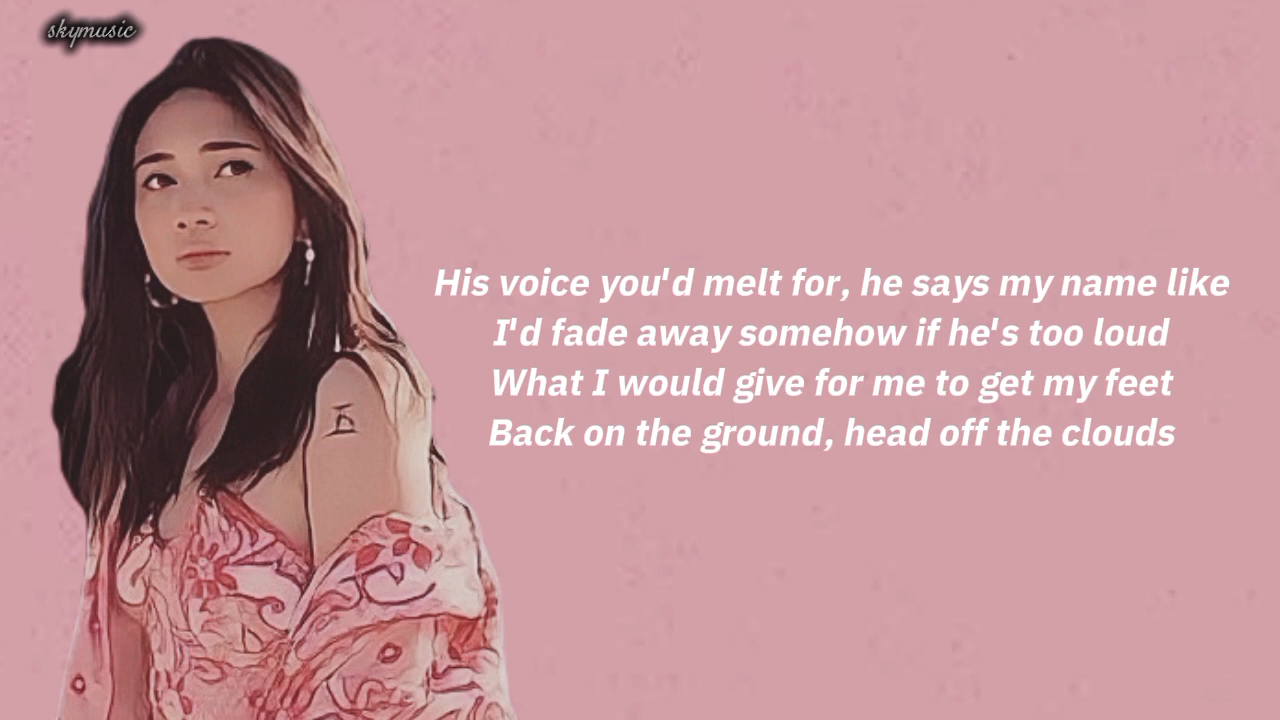 skymusic
His voice you'd melt for, he says my name like
I'd fade away somehow if he's too loud
What I would give for me to get my feet
Back on the ground, head off the clouds